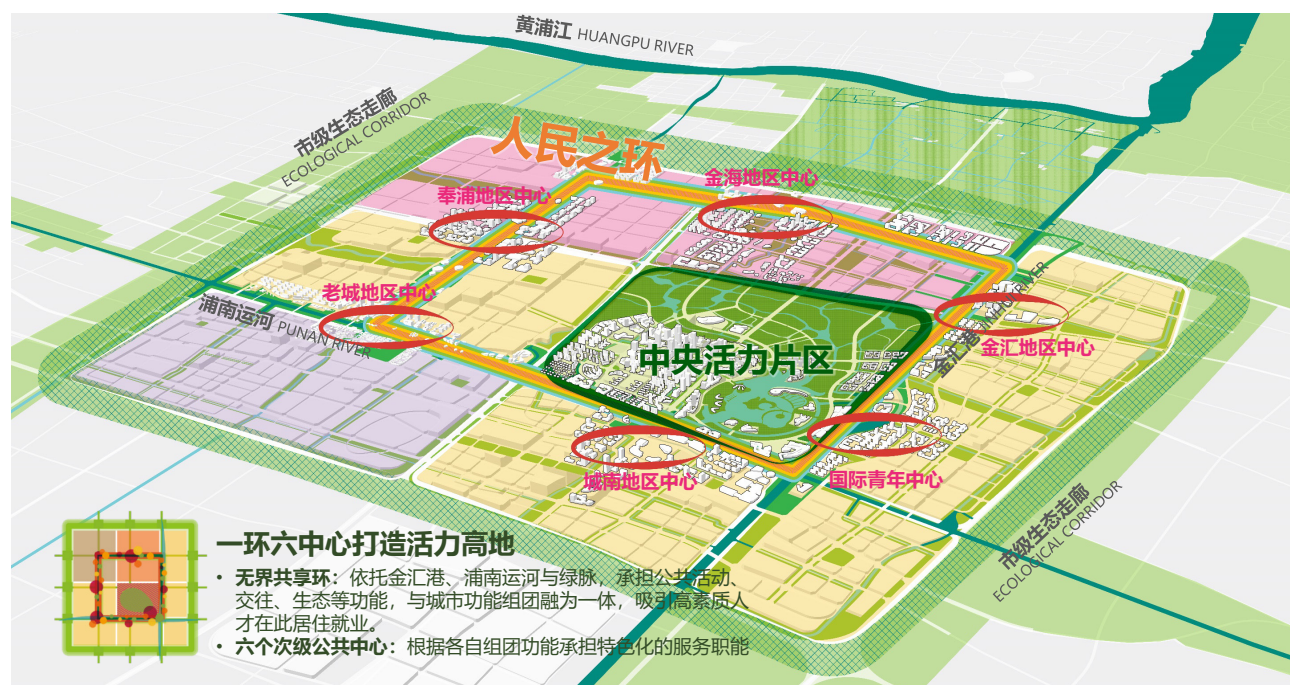 黄浦江 HUANGPU RIVER
市级生态走廊
ECOLOGICAL CORRIDOR
人民之环
奉浦地区中心
金海地区中心
老城地区中心
浦南运河 PUNAN RIVER
金汇港 JINHUI RIVER
金汇地区中心
中央活力片区
城南地区中心
国际青年中心
市级生态走廊
ECOLOGICAL CORRIDOR
一环六中心打造活力高地
• 无界共享环：依托金汇港、浦南运河与绿脉，承担公共活动、
交往、生态等功能，与城市功能组团融为一体，吸引高素质人
才在此居住就业。
• 六个次级公共中心：根据各自组团功能承担特色化的服务职能